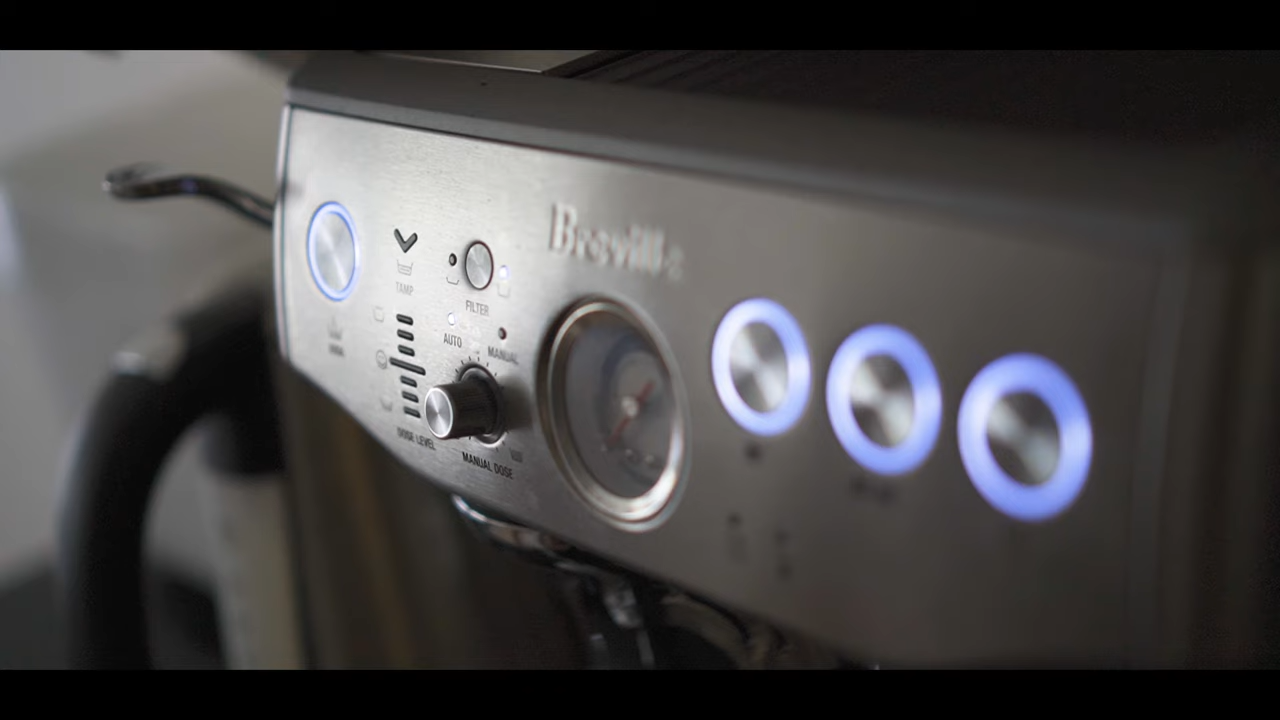 Breville
TAMP
FILTER
AUTO
MANUAL
DOSE LEVEL
MANUAL DOSE